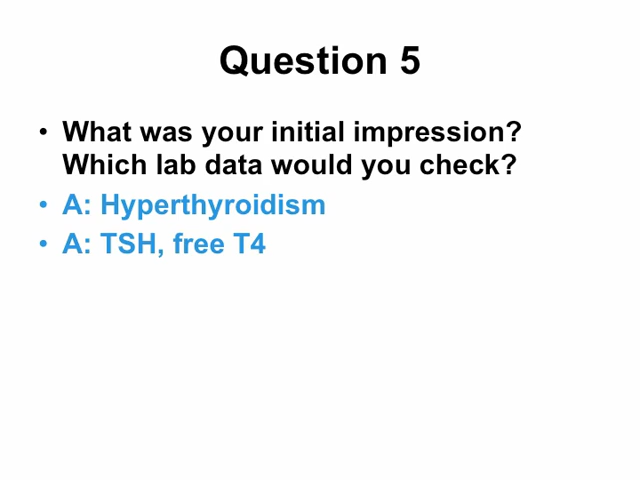 Question 5
• What was your initial impression?
Which lab data would you check?
• A: Hyperthyroidism
• A: TSH, free T4